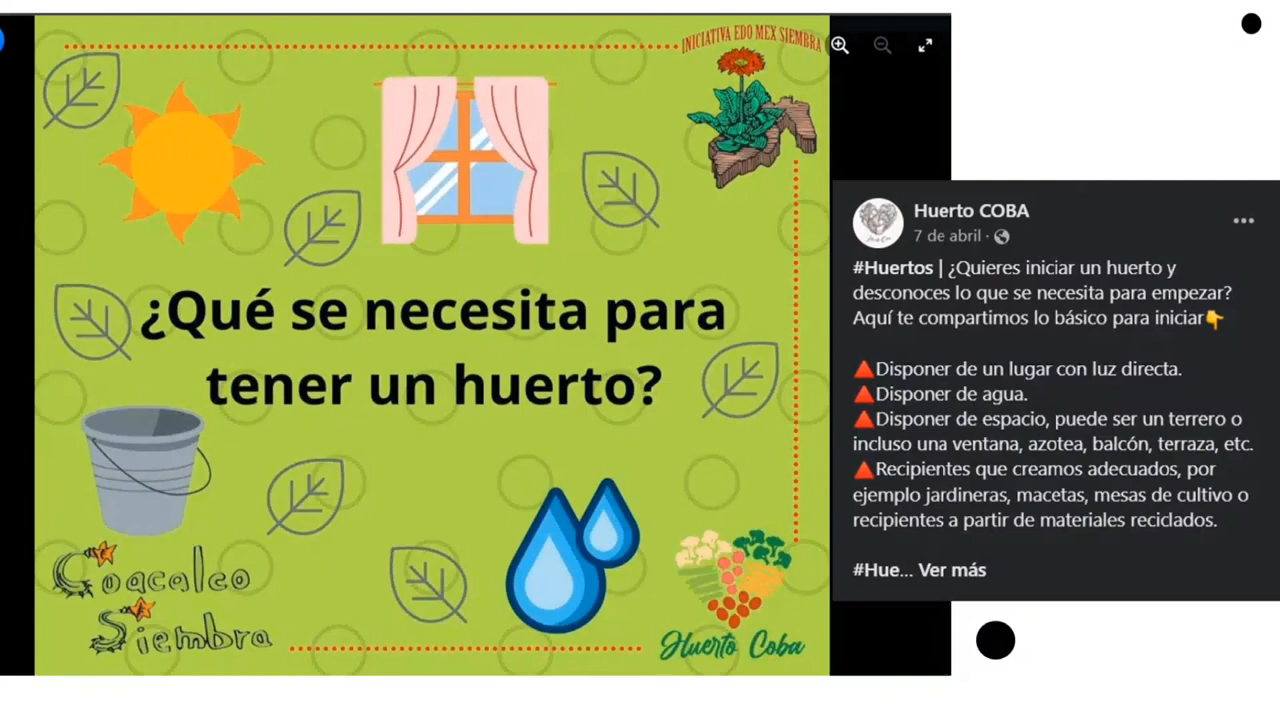 INICIATIVA EDO MEX SIEMBRA
¿Qué se necesita para
tener un huerto?
Coacalco
Siembra
Huerto Coba
Huerto COBA
7 de abril ·
#Huertos | ¿Quieres iniciar un huerto y
desconoces lo que se necesita para empezar?
Aquí te compartimos lo básico para iniciar👇
🔺Disponer de un lugar con luz directa.
🔺Disponer de agua.
🔺Disponer de espacio, puede ser un terrero o
incluso una ventana, azotea, balcón, terraza, etc.
🔺Recipientes que creamos adecuados, por
ejemplo jardineras, macetas, mesas de cultivo o
recipientes a partir de materiales reciclados.
#Hue... Ver más